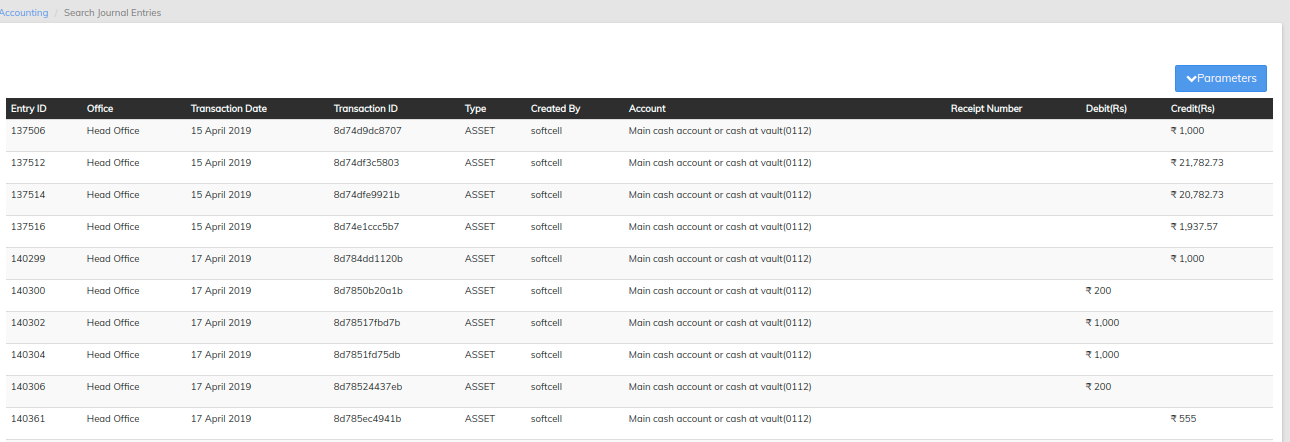 Accounting / Search Journal Entries
Parameters
Entry ID Office Transaction Date Transaction ID Type Created By Account Receipt Number Debit(Rs) Credit(Rs)
137506 Head Office 15 April 2019 8d74d9dc8707 ASSET softcell Main cash account or cash at vault(0112) ₹ 1,000
137512 Head Office 15 April 2019 8d74df3c5803 ASSET softcell Main cash account or cash at vault(0112) ₹ 21,782.73
137514 Head Office 15 April 2019 8d74dfe9921b ASSET softcell Main cash account or cash at vault(0112) ₹ 20,782.73
137516 Head Office 15 April 2019 8d74e1ccc5b7 ASSET softcell Main cash account or cash at vault(0112) ₹ 1,937.57
140299 Head Office 17 April 2019 8d784dd1120b ASSET softcell Main cash account or cash at vault(0112) ₹ 1,000
140300 Head Office 17 April 2019 8d7850b20a1b ASSET softcell Main cash account or cash at vault(0112) ₹ 200
140302 Head Office 17 April 2019 8d78517fbd7b ASSET softcell Main cash account or cash at vault(0112) ₹ 1,000
140304 Head Office 17 April 2019 8d7851fd75db ASSET softcell Main cash account or cash at vault(0112) ₹ 1,000
140306 Head Office 17 April 2019 8d78524437eb ASSET softcell Main cash account or cash at vault(0112) ₹ 200
140361 Head Office 17 April 2019 8d785ec4941b ASSET softcell Main cash account or cash at vault(0112) ₹ 555